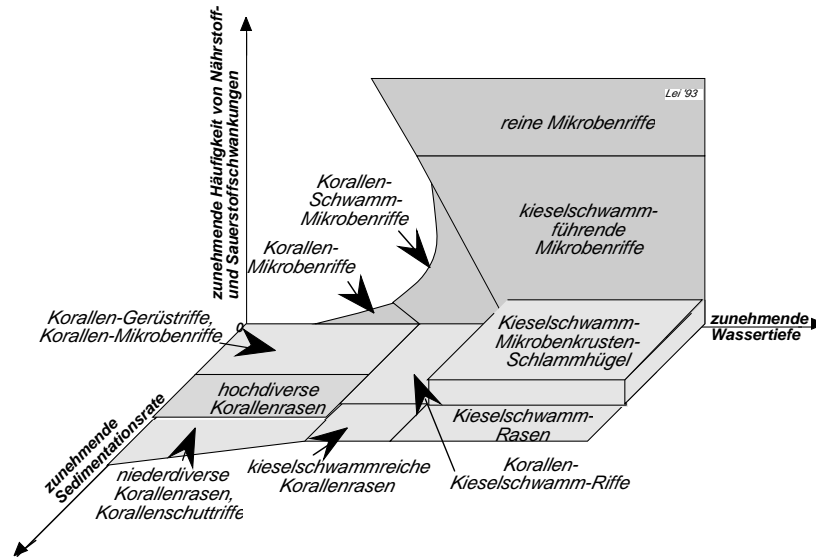 zunehmende Häufigkeit von Nährstoff-
und Sauerstoffschwankungen
Lei '93
reine Mikrobenriffe
Korallen-
Schwamm-
Mikrobenriffe
kieselschwamm-
führende
Mikrobenriffe
Korallen-
Mikrobenriffe
Korallen-Gerüstriffe,
Korallen-Mikrobenriffe
0
Kieselschwamm-
Mikrobenkrusten-
Schlammhügel
zunehmende
Wassertiefe
hochdiverse
Korallenrasen
Kieselschwamm-
Rasen
zunehmende
Sedimentationsrate
niederdiverse
Korallenrasen,
Korallenschuttriffe
kieselschwammreiche
Korallenrasen
Korallen-
Kieselschwamm-Riffe